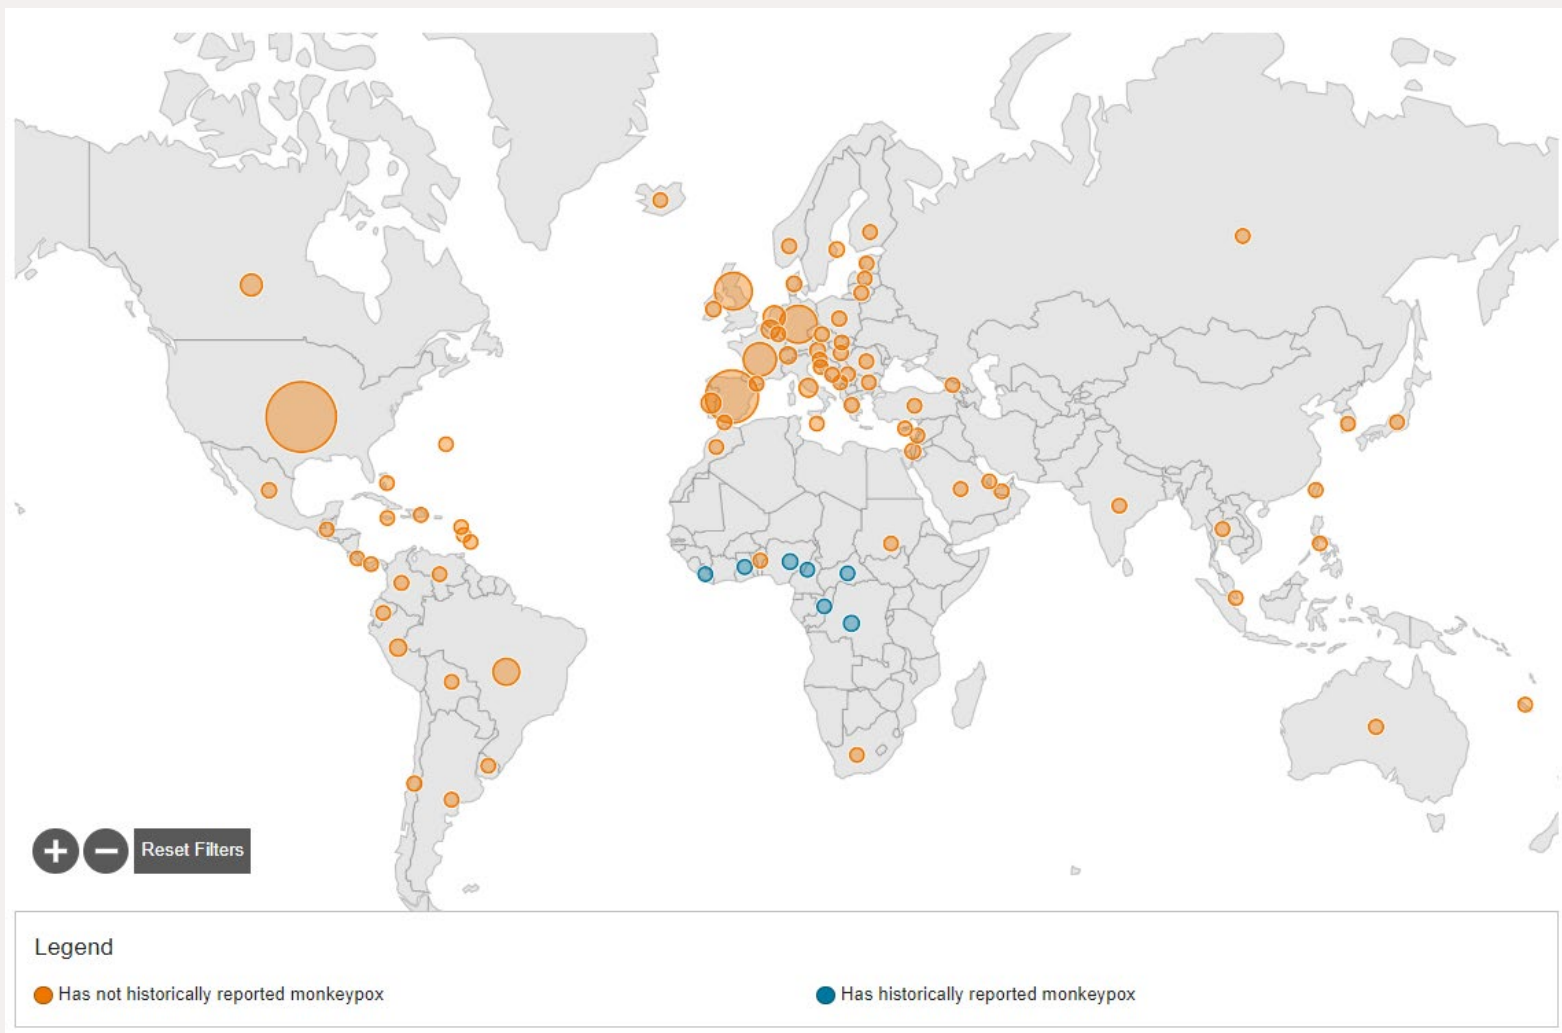 Reset Filters
Legend
Has not historically reported monkeypox
Has historically reported monkeypox